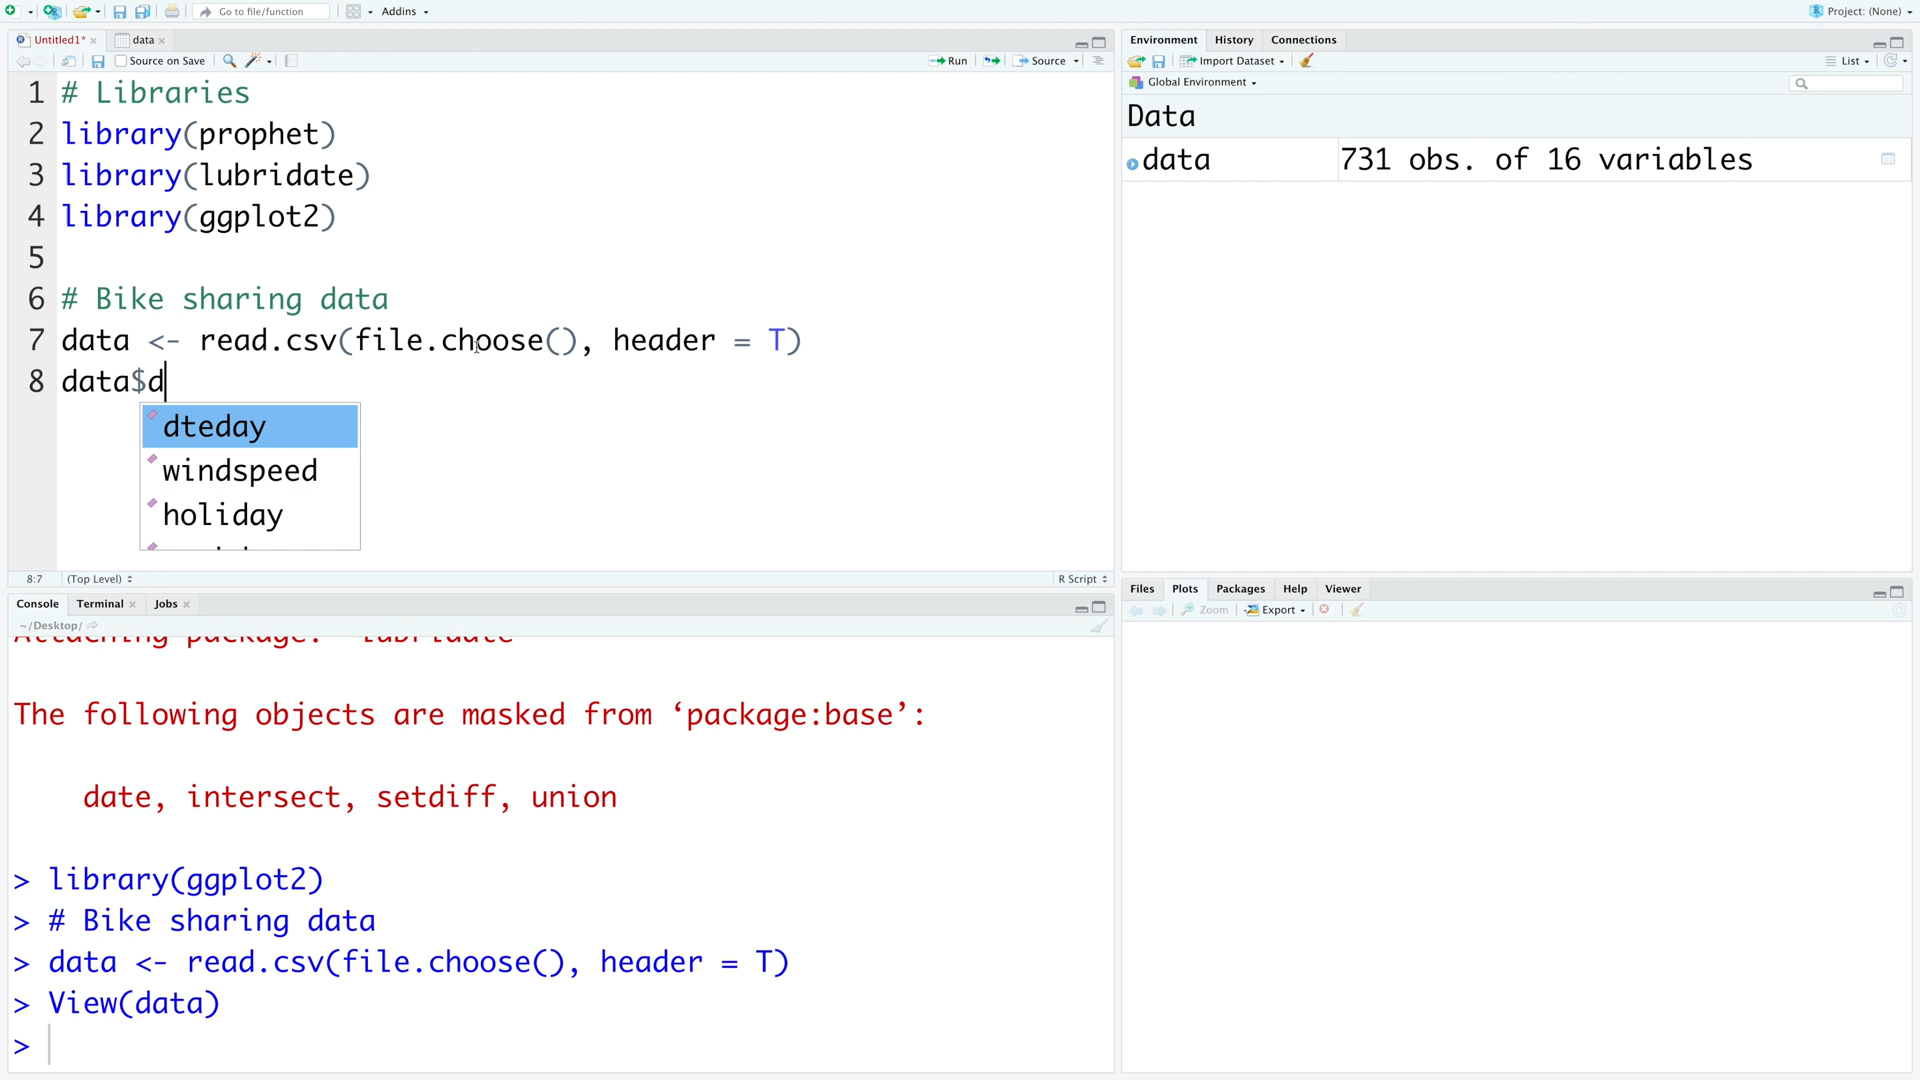 Go to file/function
Addins
Project: (None)
Untitled1*
data
Source on Save
Run
Source
1 # Libraries
2 library(prophet)
3 library(lubridate)
4 library(ggplot2)
5
6 # Bike sharing data
7 data <- read.csv(file.choose(), header = T)
8 data$d
dteday
windspeed
holiday
8:7 (Top Level)
R Script
Console Terminal Jobs
~/Desktop/
The following objects are masked from ‘package:base’:
date, intersect, setdiff, union
> library(ggplot2)
> # Bike sharing data
> data <- read.csv(file.choose(), header = T)
> View(data)
>
Environment History Connections
Import Dataset
List
Global Environment
Data
data 731 obs. of 16 variables
Files Plots Packages Help Viewer
Zoom Export